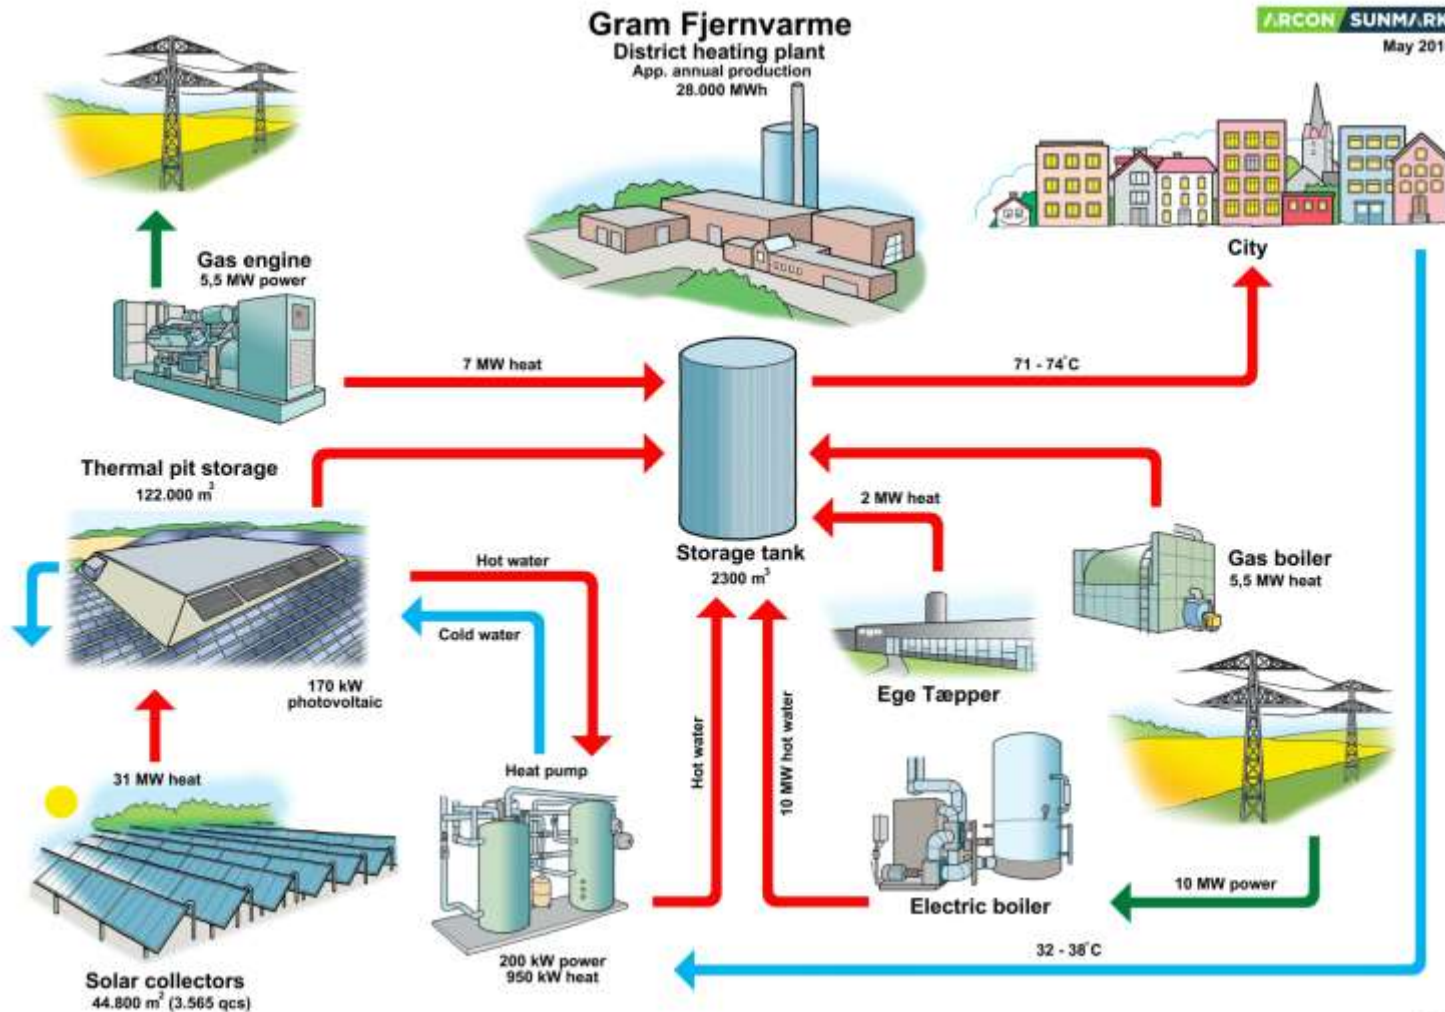 Gram Fjernvarme
District heating plant
App. annual production
28.000 MWh
ARCON SUNMARK
May 201
City
Gas engine
5,5 MW power
7 MW heat
71 - 74°C
Thermal pit storage
122.000 m³
2 MW heat
Storage tank
2300 m³
Gas boiler
5,5 MW heat
Hot water
Cold water
Ege Tæpper
170 kW
photovoltaic
Hot water
10 MW hot water
31 MW heat
Heat pump
10 MW power
Electric boiler
32 - 38°C
200 kW power
950 kW heat
Solar collectors
44.800 m² (3.565 qcs)